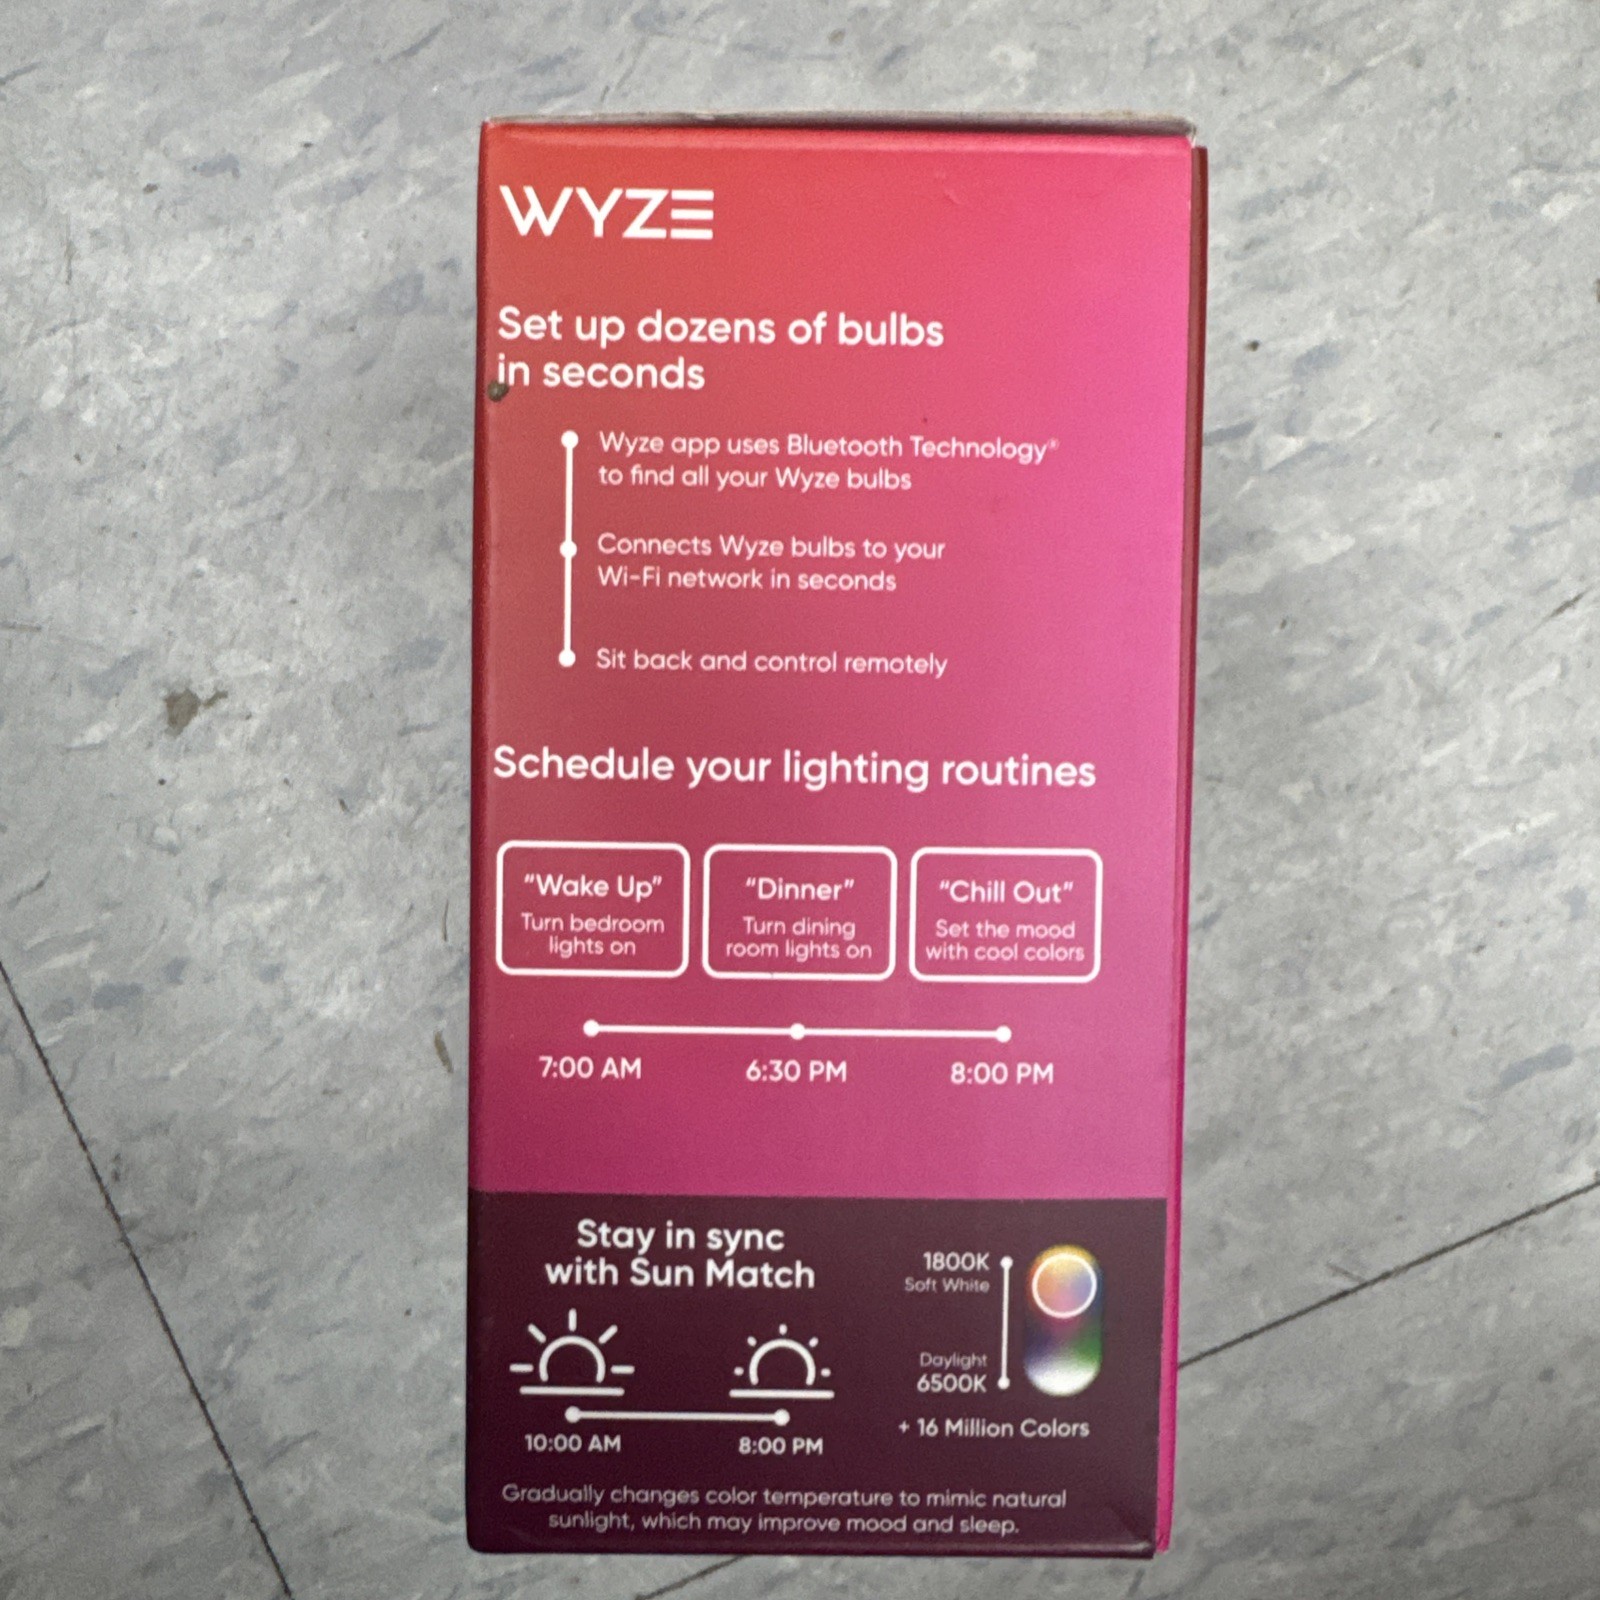 WYZE
Set up dozens of bulbs
in seconds
Wyze app uses Bluetooth Technology®
to find all your Wyze bulbs
Connects Wyze bulbs to your
Wi-Fi network in seconds
Sit back and control remotely
Schedule your lighting routines
“Wake Up”
Turn bedroom
lights on
“Dinner”
Turn dining
room lights on
“Chill Out”
Set the mood
with cool colors
7:00 AM
6:30 PM
8:00 PM
Stay in sync
with Sun Match
10:00 AM
8:00 PM
1800K
Soft White
Daylight
6500K
+ 16 Million Colors
Gradually changes color temperature to mimic natural
sunlight, which may improve mood and sleep.